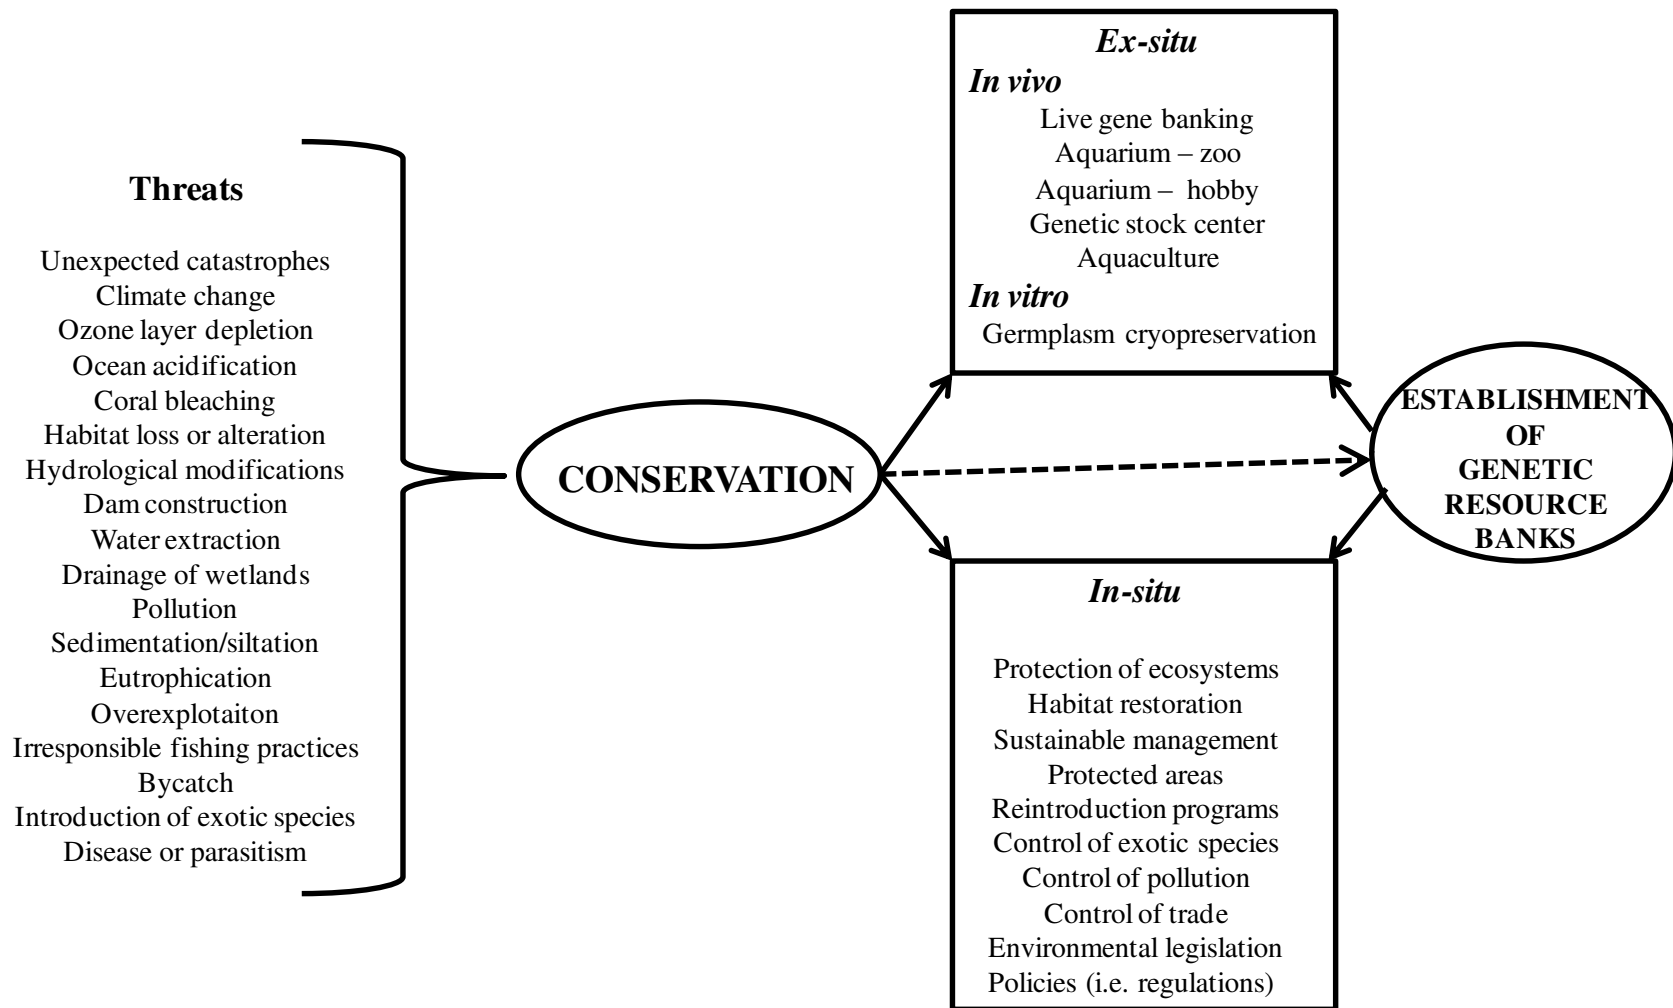 Threats
Unexpected catastrophes
Climate change
Ozone layer depletion
Ocean acidification
Coral bleaching
Habitat loss or alteration
Hydrological modifications
Dam construction
Water extraction
Drainage of wetlands
Pollution
Sedimentation/siltation
Eutrophication
Overexplotaiton
Irresponsible fishing practices
Bycatch
Introduction of exotic species
Disease or parasitism
CONSERVATION
Ex-situ
In vivo
Live gene banking
Aquarium – zoo
Aquarium – hobby
Genetic stock center
Aquaculture
In vitro
Germplasm cryopreservation
In-situ
Protection of ecosystems
Habitat restoration
Sustainable management
Protected areas
Reintroduction programs
Control of exotic species
Control of pollution
Control of trade
Environmental legislation
Policies (i.e. regulations)
ESTABLISHMENT
OF
GENETIC
RESOURCE
BANKS